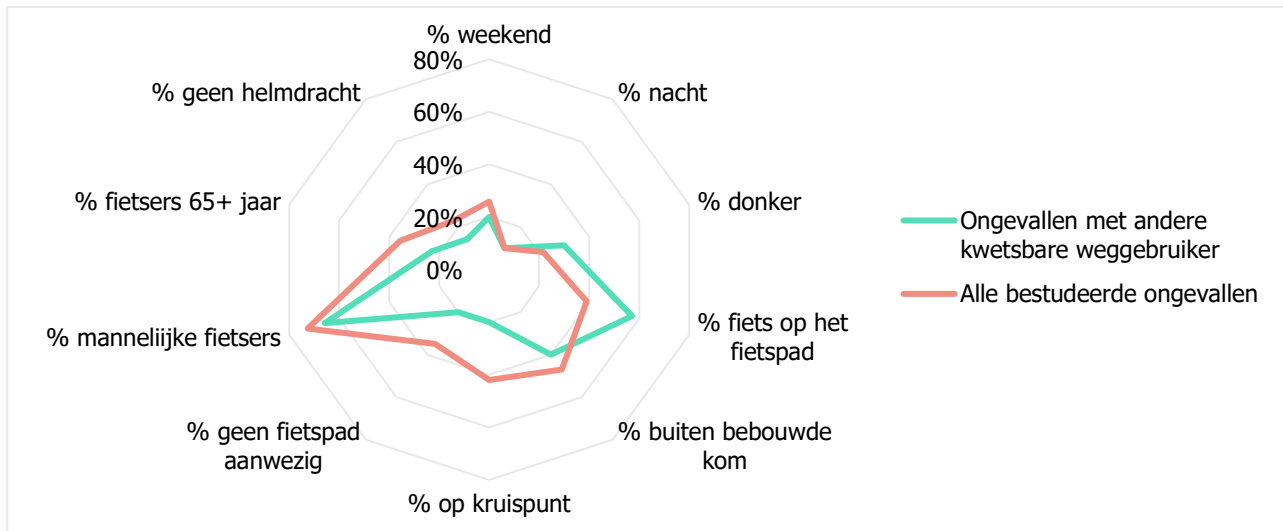 % weekend
80%
% geen helmdracht
% nacht
60%
40%
% fietsers 65+ jaar
% donker
20%
Ongevallen met andere
kwetsbare weggebruiker
0%
Alle bestudeerde ongevallen
% manneliijke fietsers
% fiets op het
fietspad
% geen fietspad
aanwezig
% buiten bebouwde
kom
% op kruispunt